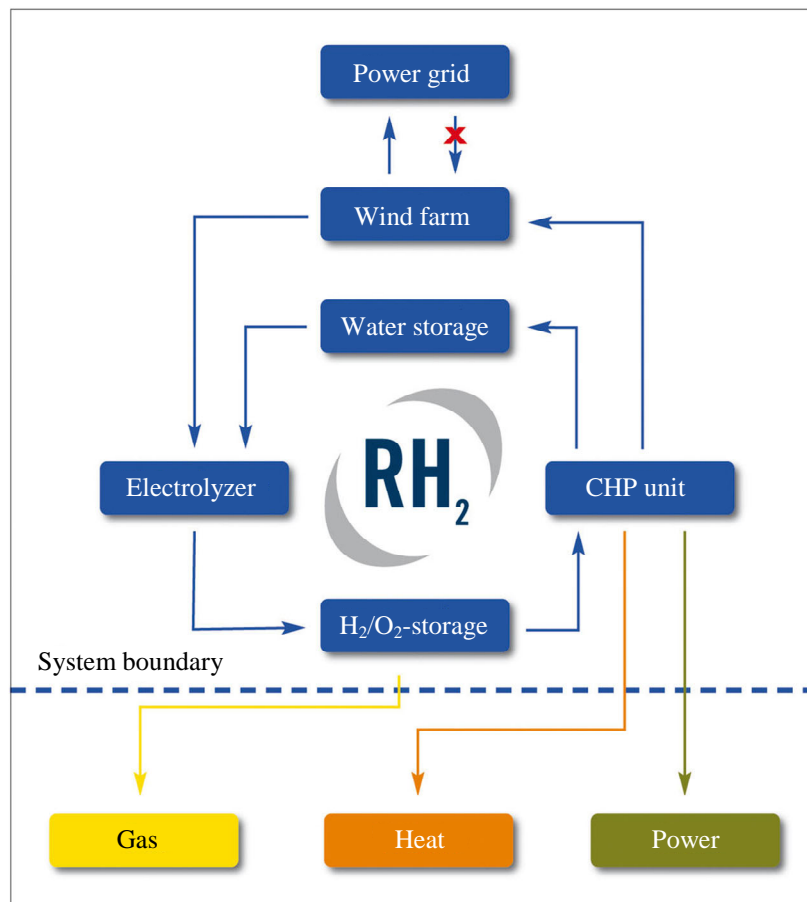 Power grid
Wind farm
Water storage
Electrolyzer
RH₂
CHP unit
H₂/O₂-storage
System boundary
Gas
Heat
Power